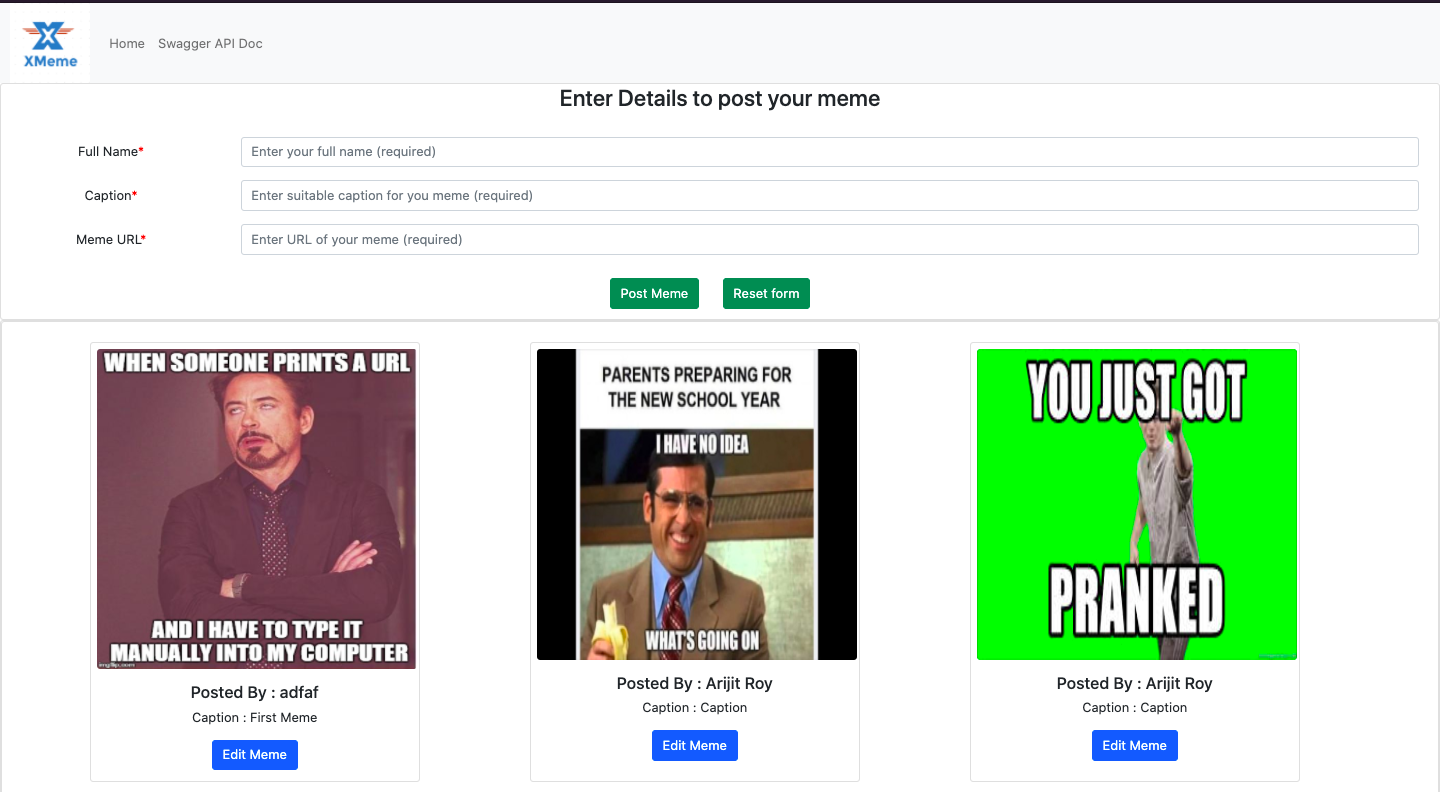 XMeme
Home
Swagger API Doc
Enter Details to post your meme
Full Name*
Enter your full name (required)
Caption*
Enter suitable caption for you meme (required)
Meme URL*
Enter URL of your meme (required)
Post Meme
Reset form
WHEN SOMEONE PRINTS A URL
AND I HAVE TO TYPE IT
MANUALLY INTO MY COMPUTER
imgflip.com
Posted By : adfaf
Caption : First Meme
Edit Meme
PARENTS PREPARING FOR
THE NEW SCHOOL YEAR
I HAVE NO IDEA
WHAT'S GOING ON
Posted By : Arijit Roy
Caption : Caption
Edit Meme
YOU JUST GOT
PRANKED
Posted By : Arijit Roy
Caption : Caption
Edit Meme